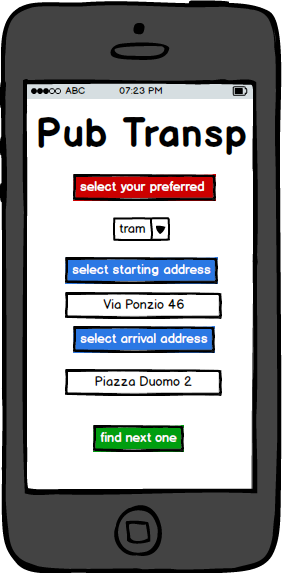 ABC 07:23 PM
Pub Transp
select your preferred
tram
select starting address
Via Ponzio 46
select arrival address
Piazza Duomo 2
find next one